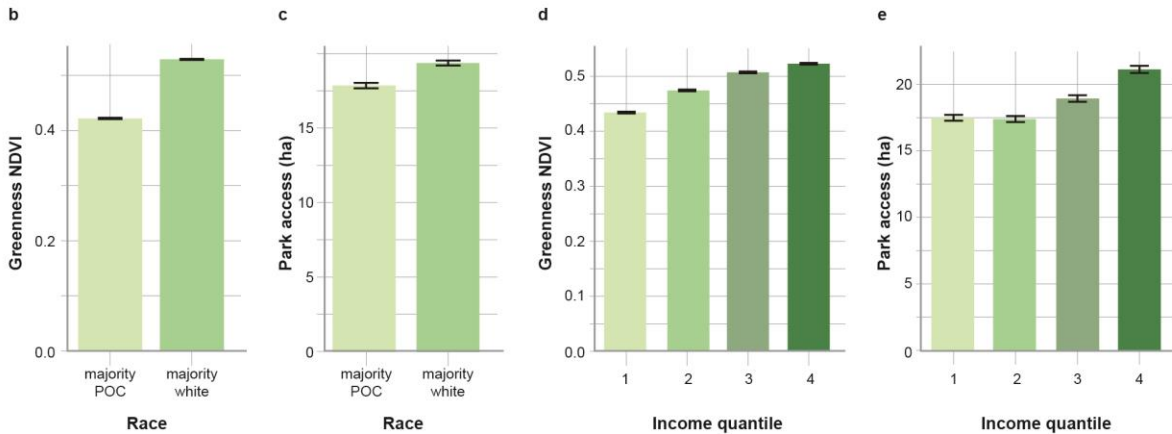 b
Greenness NDVI
0.4
0.2
0.0
majority
POC
majority
white
Race
c
Park access (ha)
15
10
5
0
majority
POC
majority
white
Race
d
Greenness NDVI
0.5
0.4
0.3
0.2
0.1
0.0
1 2 3 4
Income quantile
e
Park access (ha)
20
15
10
5
0
1 2 3 4
Income quantile